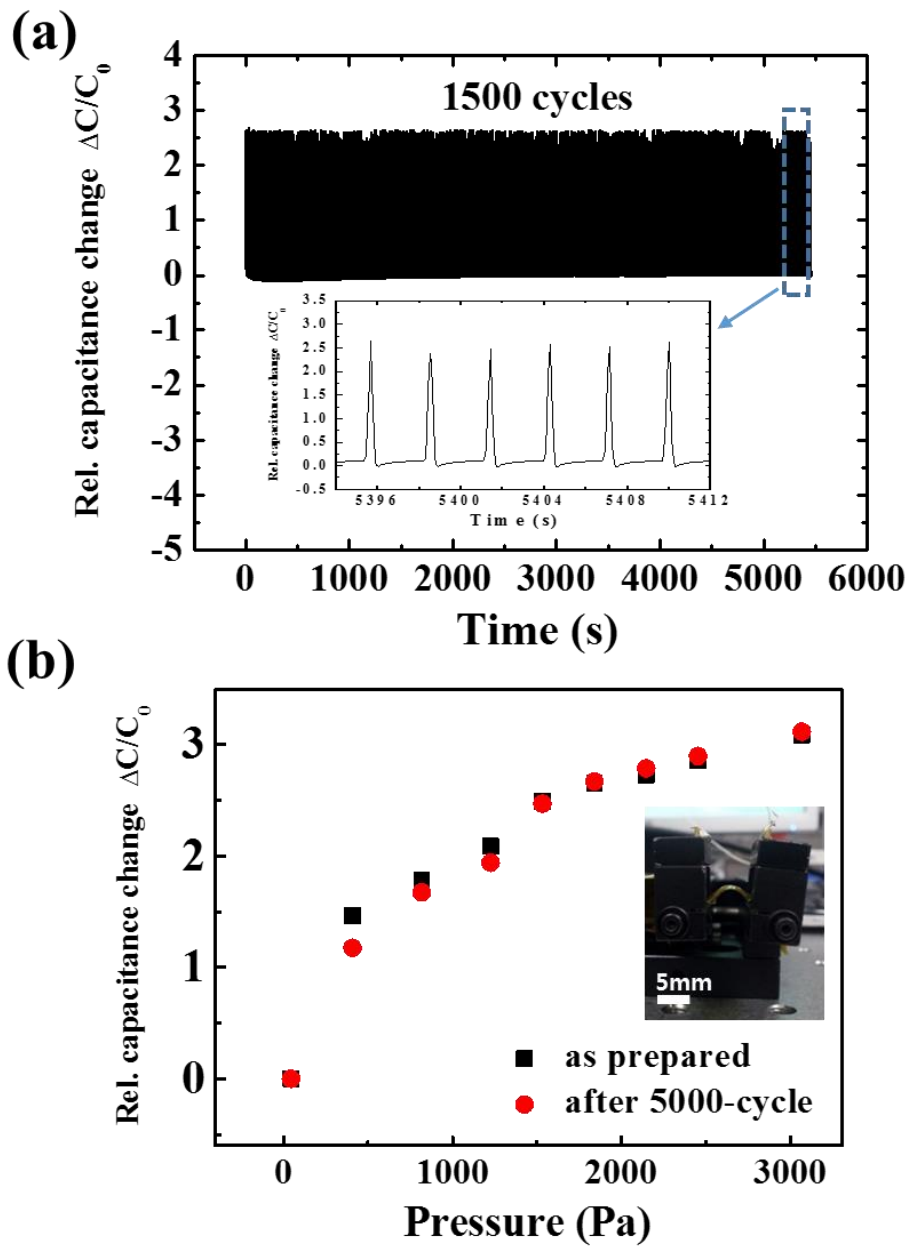 (a)
Rel. capacitance change ΔC/C₀
4
3
2
1
0
-1
-2
-3
-4
-5
1500 cycles
Rel. capacitance change ΔC/C₀
3.5
3.0
2.5
2.0
1.5
1.0
0.5
0.0
-0.5
5396 5400 5404 5408 5412
Time (s)
0 1000 2000 3000 4000 5000 6000
Time (s)
(b)
Rel. capacitance change ΔC/C₀
3
2
1
0
5mm
as prepared
after 5000-cycle
0 1000 2000 3000
Pressure (Pa)